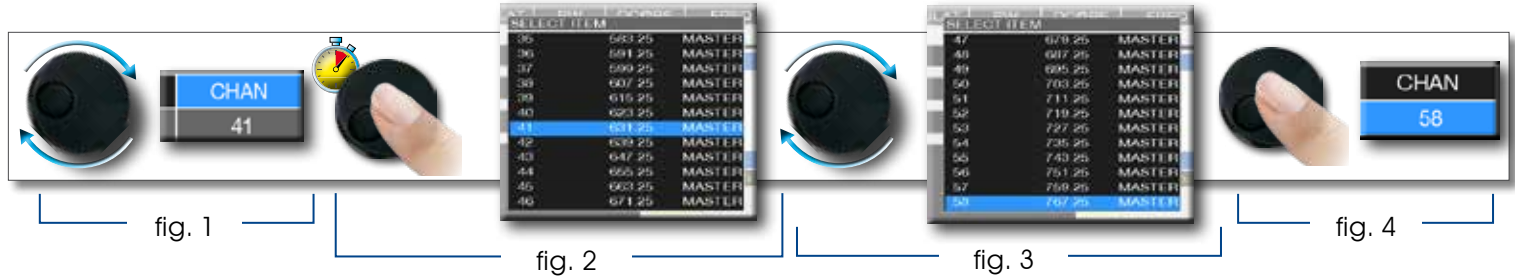 CHAN
41
SELECT ITEM
35 583.25 MASTER
36 591.25 MASTER
37 599.25 MASTER
38 607.25 MASTER
39 615.25 MASTER
40 623.25 MASTER
41 631.25 MASTER
42 639.25 MASTER
43 647.25 MASTER
44 655.25 MASTER
45 663.25 MASTER
46 671.25 MASTER
SELECT ITEM
47 679.25 MASTER
48 687.25 MASTER
49 695.25 MASTER
50 703.25 MASTER
51 711.25 MASTER
52 719.25 MASTER
53 727.25 MASTER
54 735.25 MASTER
55 743.25 MASTER
56 751.25 MASTER
57 759.25 MASTER
58 767.25 MASTER
CHAN
58
fig. 1
fig. 2
fig. 3
fig. 4